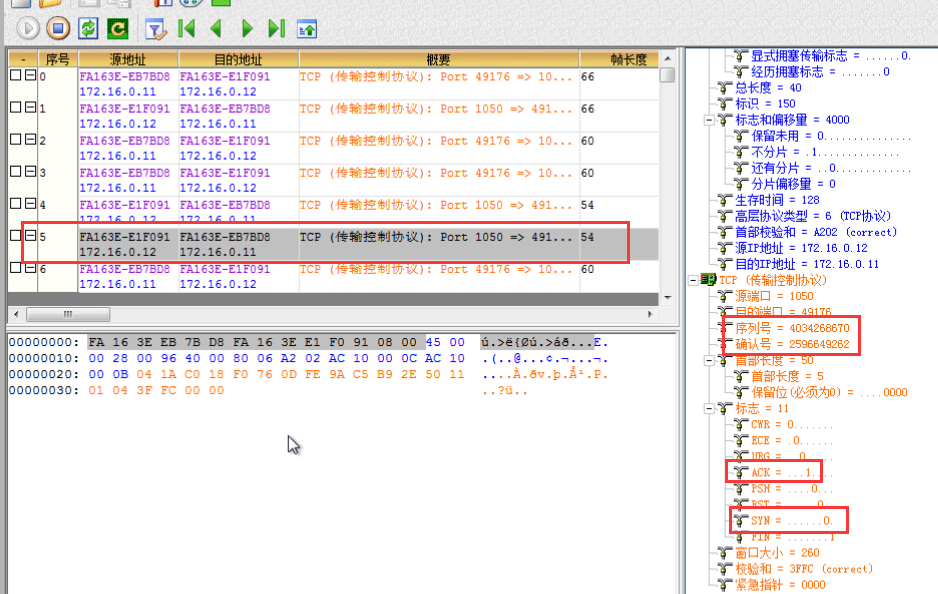 - 序号 源地址 目的地址 概要 帧长度
0 FA163E-EB7BD8 FA163E-E1F091 TCP (传输控制协议): Port 49176 => 10... 66
172.16.0.11 172.16.0.12
1 FA163E-E1F091 FA163E-EB7BD8 TCP (传输控制协议): Port 1050 => 491... 66
172.16.0.12 172.16.0.11
2 FA163E-EB7BD8 FA163E-E1F091 TCP (传输控制协议): Port 49176 => 10... 60
172.16.0.11 172.16.0.12
3 FA163E-EB7BD8 FA163E-E1F091 TCP (传输控制协议): Port 49176 => 10... 60
172.16.0.11 172.16.0.12
4 FA163E-E1F091 FA163E-EB7BD8 TCP (传输控制协议): Port 1050 => 491... 54
172.16.0.12 172.16.0.11
5 FA163E-E1F091 FA163E-EB7BD8 TCP (传输控制协议): Port 1050 => 491... 54
172.16.0.12 172.16.0.11
6 FA163E-EB7BD8 FA163E-E1F091 TCP (传输控制协议): Port 49176 => 10... 60
172.16.0.11 172.16.0.12
00000000: FA 16 3E EB 7B D8 FA 16 3E E1 F0 91 08 00 45 00 ú.>ë{Øú.>áð...E.
00000010: 00 28 00 96 40 00 80 06 A2 02 AC 10 00 0C AC 10 .(..@...¢.¬...¬.
00000020: 00 0B 04 1A C0 18 F0 76 0D FE 9A C5 B9 2E 50 11 ....À.ðv.þ.Å¹.P.
00000030: 01 04 3F FC 00 00 ..?ü..
显式拥塞传输标志 = ......0.
经历拥塞标志 = .......0
总长度 = 40
标识 = 150
标志和偏移量 = 4000
保留未用 = 0...............
不分片 = .1..............
还有分片 = ..0.............
分片偏移量 = 0
生存时间 = 128
高层协议类型 = 6 (TCP协议)
首部校验和 = A202 (correct)
源IP地址 = 172.16.0.12
目的IP地址 = 172.16.0.11
TCP (传输控制协议)
源端口 = 1050
目的端口 = 49176
序列号 = 4034268670
确认号 = 2596649262
首部长度 = 50
首部长度 = 5
保留位(必须为0) = ....0000
标志 = 11
CWR = 0.......
ECE = .0......
URG = ..0.....
ACK = ...1....
PSH = ....0...
RST = .....0..
SYN = ......0.
FIN = .......1
窗口大小 = 260
校验和 = 3FFC (correct)
紧急指针 = 0000